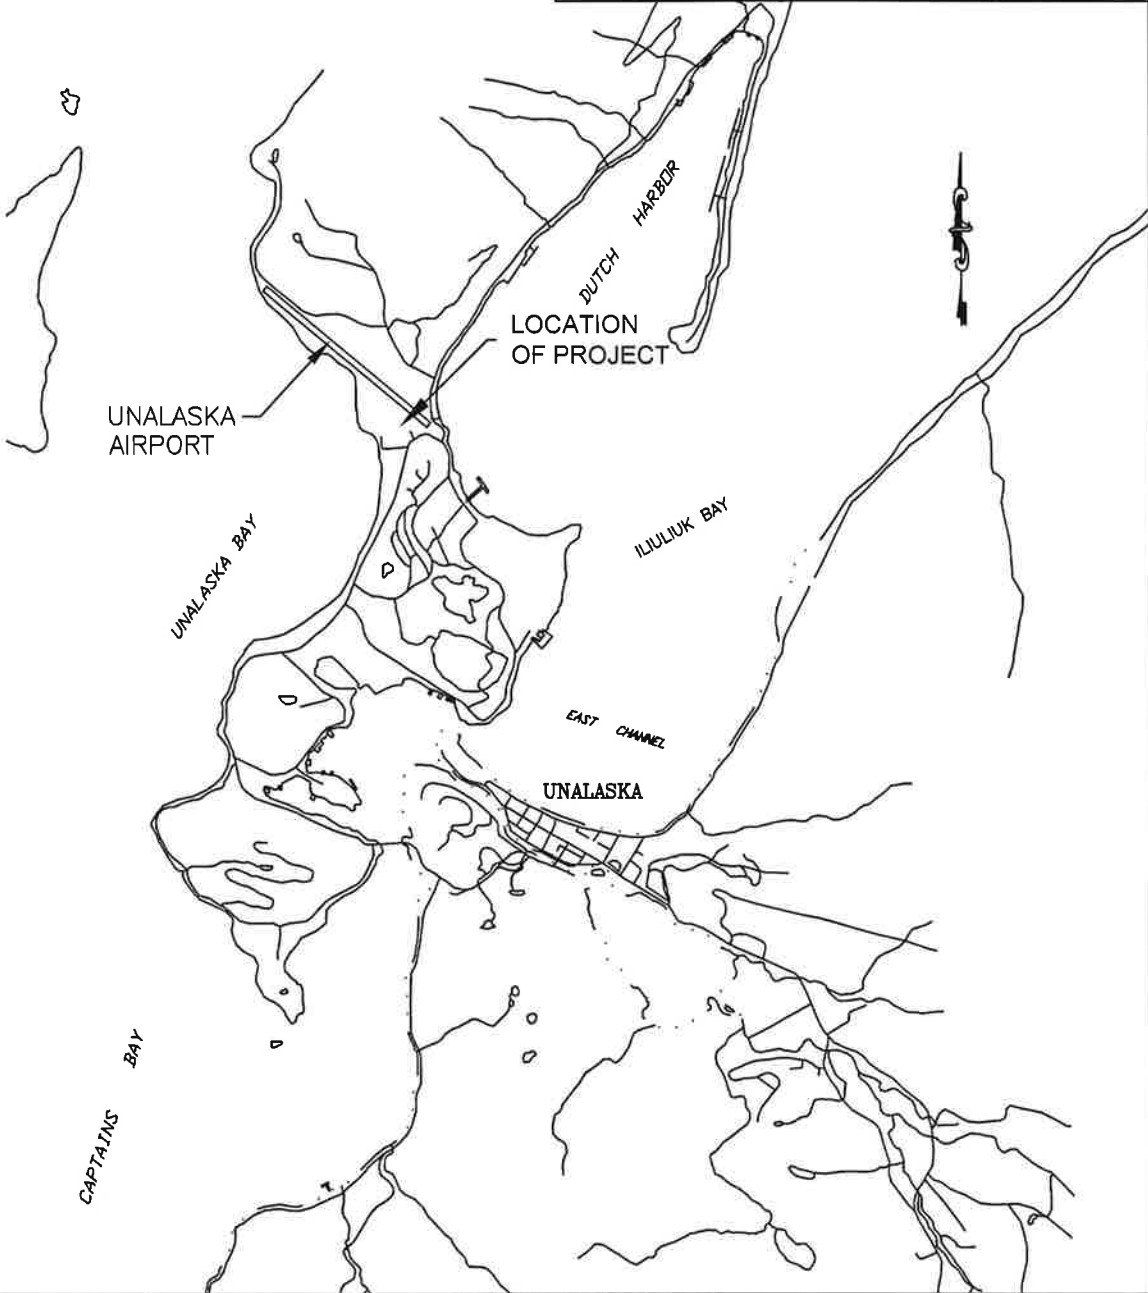 DUTCH HARBOR
LOCATION
OF PROJECT
UNALASKA
AIRPORT
UNALASKA BAY
ILIULIUK BAY
EAST CHANNEL
UNALASKA
CAPTAINS BAY